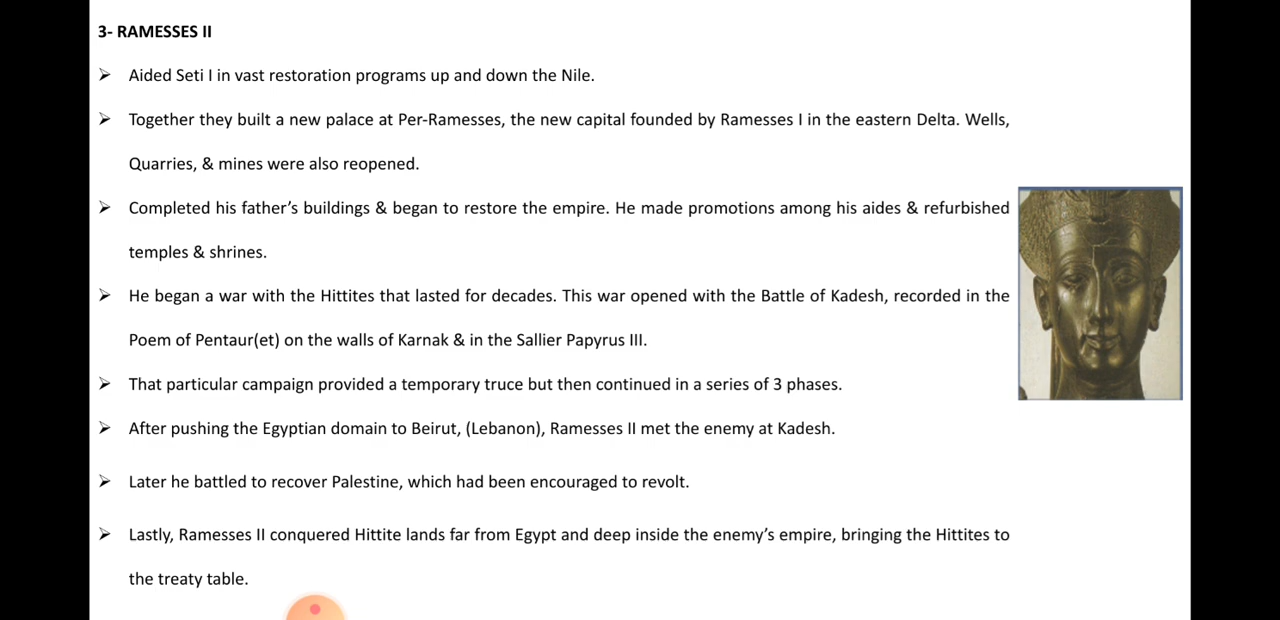 3- RAMESSES II
➢ Aided Seti I in vast restoration programs up and down the Nile.
➢ Together they built a new palace at Per-Ramesses, the new capital founded by Ramesses I in the eastern Delta. Wells,
Quarries, & mines were also reopened.
➢ Completed his father’s buildings & began to restore the empire. He made promotions among his aides & refurbished
temples & shrines.
➢ He began a war with the Hittites that lasted for decades. This war opened with the Battle of Kadesh, recorded in the
Poem of Pentaur(et) on the walls of Karnak & in the Sallier Papyrus III.
➢ That particular campaign provided a temporary truce but then continued in a series of 3 phases.
➢ After pushing the Egyptian domain to Beirut, (Lebanon), Ramesses II met the enemy at Kadesh.
➢ Later he battled to recover Palestine, which had been encouraged to revolt.
➢ Lastly, Ramesses II conquered Hittite lands far from Egypt and deep inside the enemy’s empire, bringing the Hittites to
the treaty table.